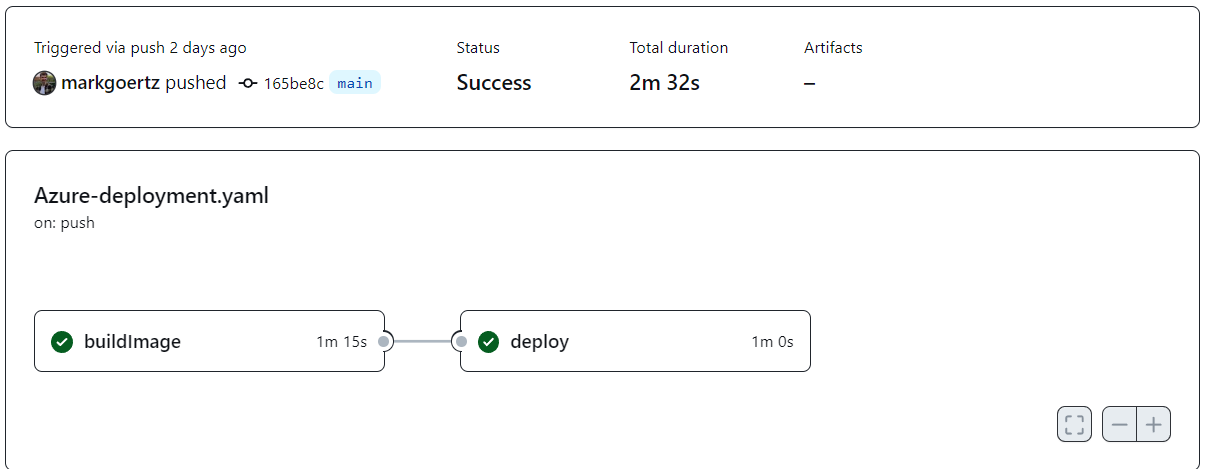 Triggered via push 2 days ago
markgoertz pushed 165be8c main
Status
Success
Total duration
2m 32s
Artifacts
–
Azure-deployment.yaml
on: push
buildImage 1m 15s
deploy 1m 0s